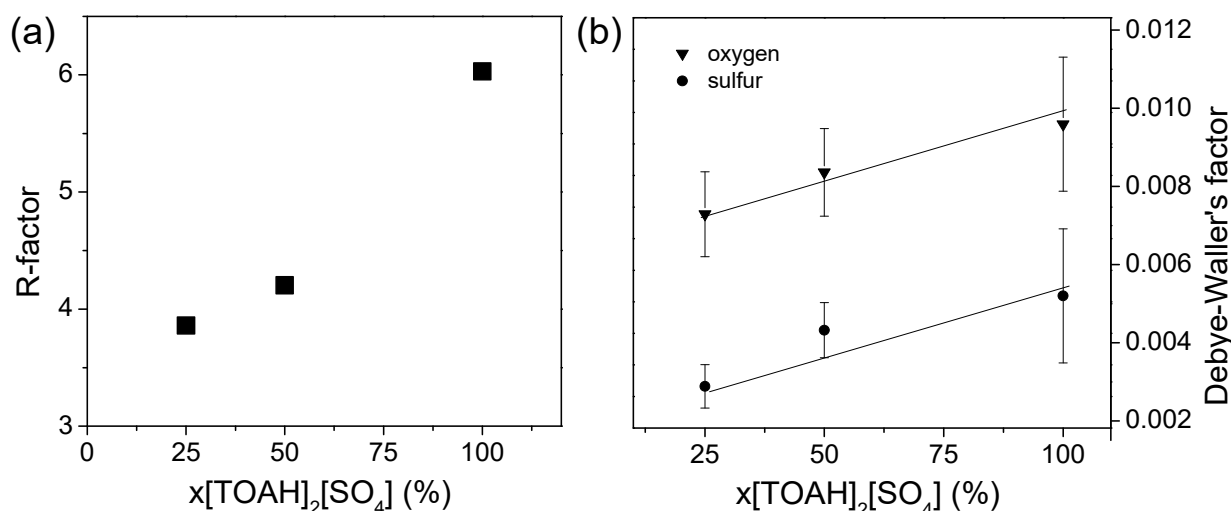 (a)
6
5
4
3
R-factor
0
25
50
75
100
x[TOAH]₂[SO₄] (%)
(b)
oxygen
sulfur
0.012
0.010
0.008
0.006
0.004
0.002
Debye-Waller's factor
25
50
100
x[TOAH]₂[SO₄] (%)